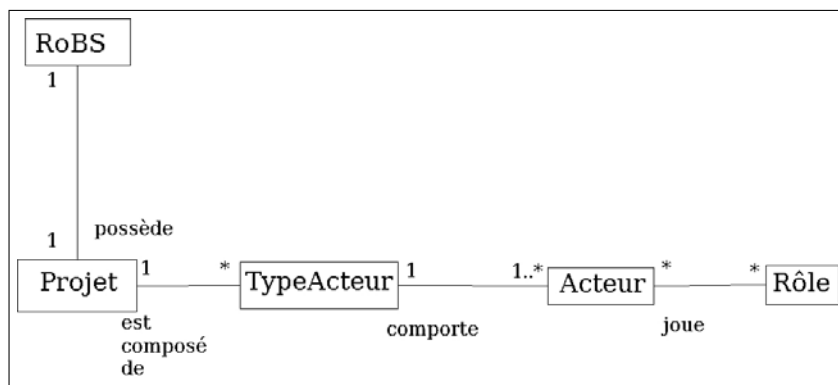 RoBS
1
1
possède
Projet
1
*
TypeActeur
1
1..*
Acteur
*
*
Rôle
est
composé
de
comporte
joue